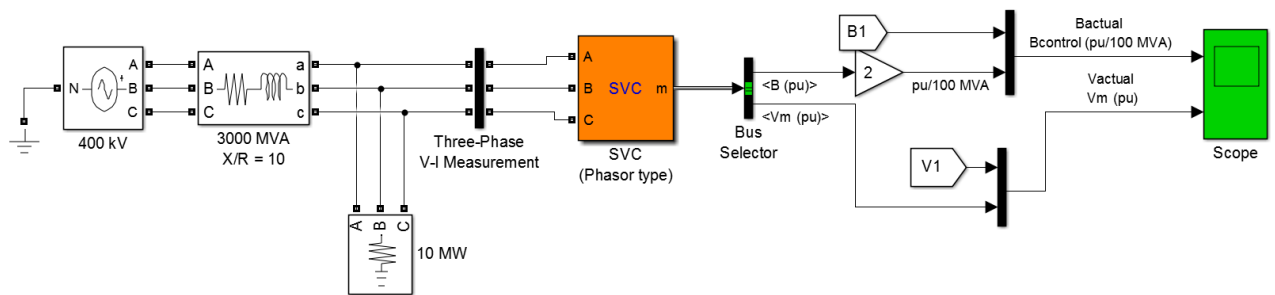 N
A
B
C
400 kV
A
B
C
a
b
c
3000 MVA
X/R = 10
Three-Phase
V-I Measurement
A
B
C
SVC
m
SVC
(Phasor type)
A
B
C
10 MW
<B (pu)>
<Vm (pu)>
Bus
Selector
B1
2
pu/100 MVA
V1
Bactual
Bcontrol (pu/100 MVA)
Vactual
Vm (pu)
Scope